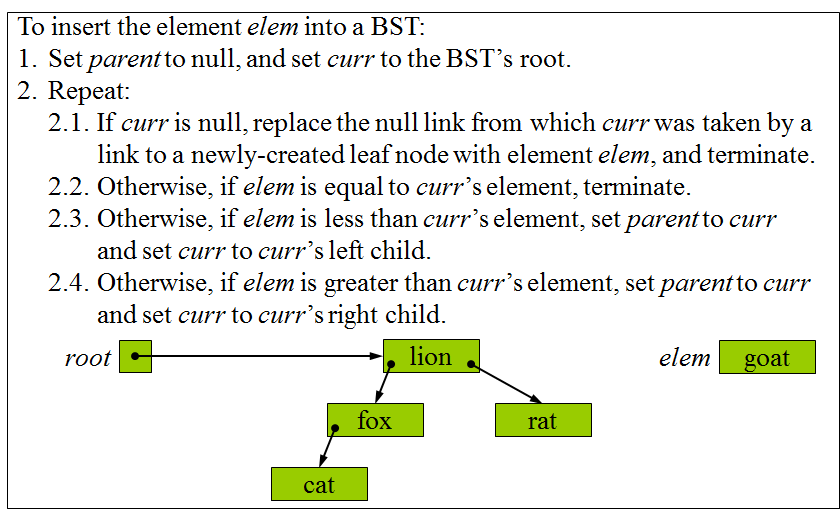 To insert the element elem into a BST:
1. Set parent to null, and set curr to the BST’s root.
2. Repeat:
2.1. If curr is null, replace the null link from which curr was taken by a
link to a newly-created leaf node with element elem, and terminate.
2.2. Otherwise, if elem is equal to curr’s element, terminate.
2.3. Otherwise, if elem is less than curr’s element, set parent to curr
and set curr to curr’s left child.
2.4. Otherwise, if elem is greater than curr’s element, set parent to curr
and set curr to curr’s right child.
root lion elem goat
fox rat
cat